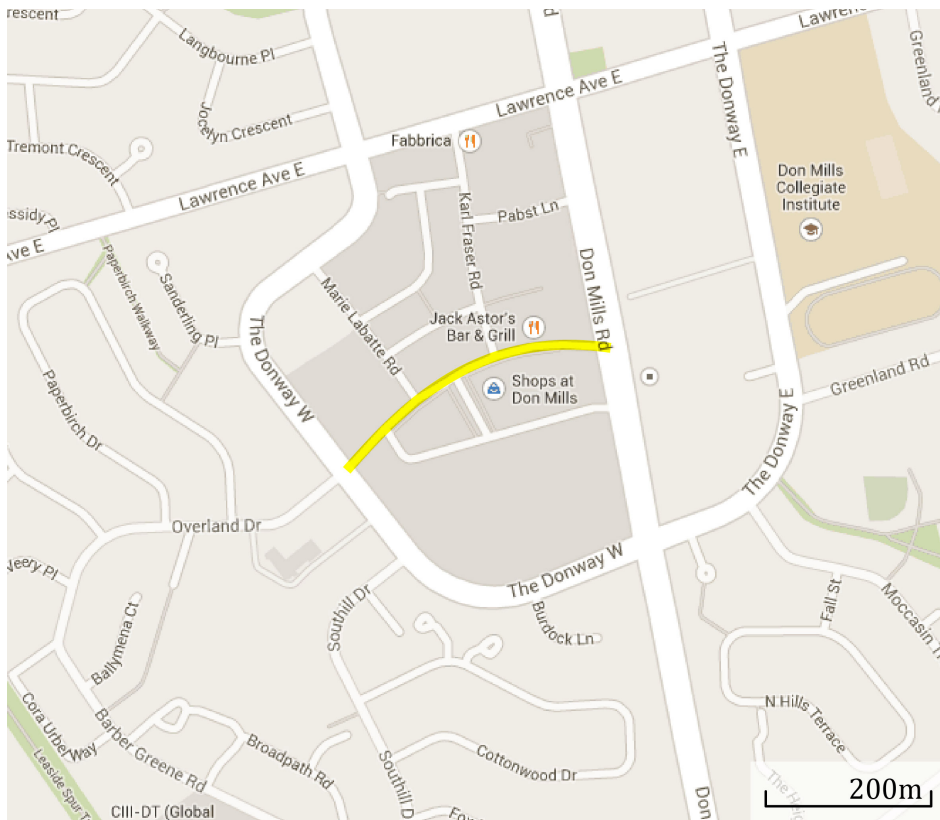 rescent
Langbourne Pl
Jocelyn Crescent
Tremont Crescent
Lawrence Ave E
Lawrence Ave E
Lawrence
Ave E
Paperbirch Walkway
Sanderling Pl
Paperbirch Dr
The Donway W
Fabbrica
Karl Fraser Rd
Pabst Ln
Marie Labatte Rd
Jack Astor's
Bar & Grill
Shops at
Don Mills
Don Mills Rd
The Donway E
Greenland
Don Mills
Collegiate
Institute
Greenland Rd
The Donway E
Overland Dr
The Donway W
Burdock Ln
Southill Dr
Ballymena Ct
Neery Pl
Cora Urbel Way
Leaside Spur T
Barber Greene Rd
Broadpath Rd
Southill D
Cottonwood Dr
Fall St
Moccasin T
N Hills Terrace
The Hei
Don
CIII-DT (Global
200m